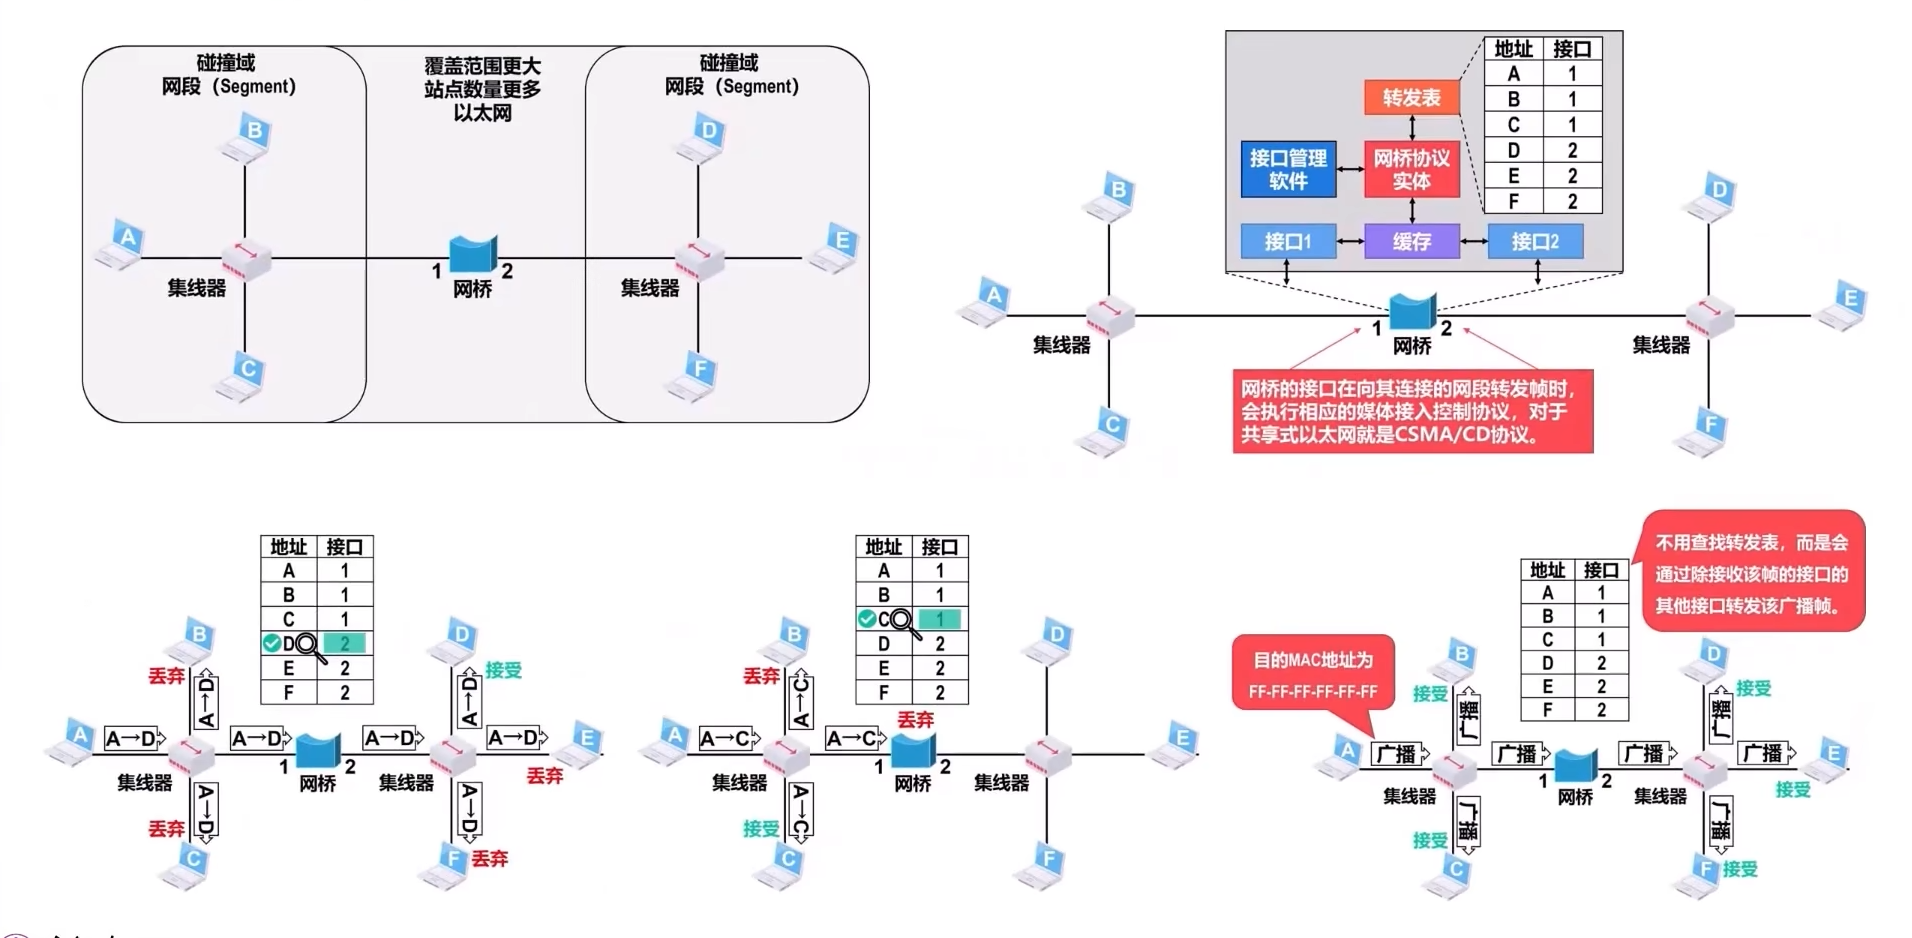 碰撞域
网段（Segment）
B
A
C
集线器
覆盖范围更大
站点数量更多
以太网
1
2
网桥
碰撞域
网段（Segment）
D
E
F
集线器
地址 接口
A 1
B 1
C 1
D 2
E 2
F 2
转发表
接口管理
软件
网桥协议
实体
接口1
缓存
接口2
B
A
C
集线器
1
2
网桥
D
E
F
集线器
网桥的接口在向其连接的网段转发帧时，
会执行相应的媒体接入控制协议，对于
共享式以太网就是CSMA/CD协议。
地址 接口
A 1
B 1
C 1
D 2
E 2
F 2
B
丢弃
A→D
A
A→D
A→D
集线器
丢弃
A→D
C
1
2
网桥
A→D
集线器
D
接受
A→D
A→D
E
丢弃
A→D
F
丢弃
地址 接口
A 1
B 1
C 1
D 2
E 2
F 2
B
丢弃
A→C
A
A→C
A→C
丢弃
集线器
接受
A→C
C
1
2
网桥
集线器
D
E
F
不用查找转发表，而是会
通过除接收该帧的接口的
其他接口转发该广播帧。
地址 接口
A 1
B 1
C 1
D 2
E 2
F 2
目的MAC地址为
FF-FF-FF-FF-FF-FF
B
接受
广播
A
广播
广播
集线器
接受
广播
C
1
2
网桥
广播
集线器
D
接受
广播
广播
E
接受
广播
F
接受